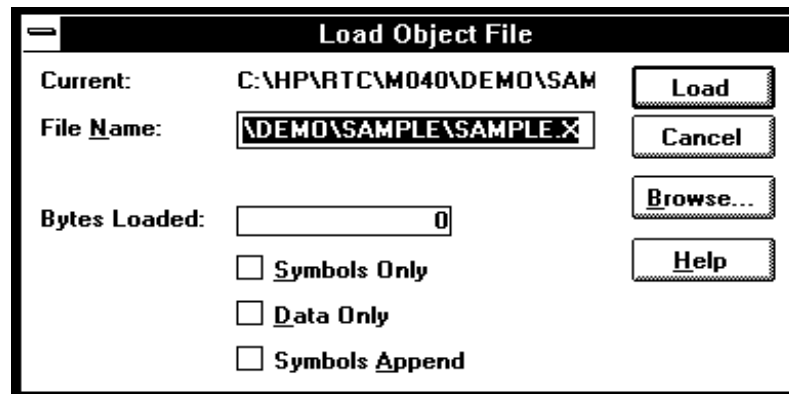 Load Object File
Current: C:\HP\RTC\M040\DEMO\SAM
Load
File Name: \DEMO\SAMPLE\SAMPLE.X
Cancel
Browse...
Bytes Loaded: 0
Symbols Only
Help
Data Only
Symbols Append